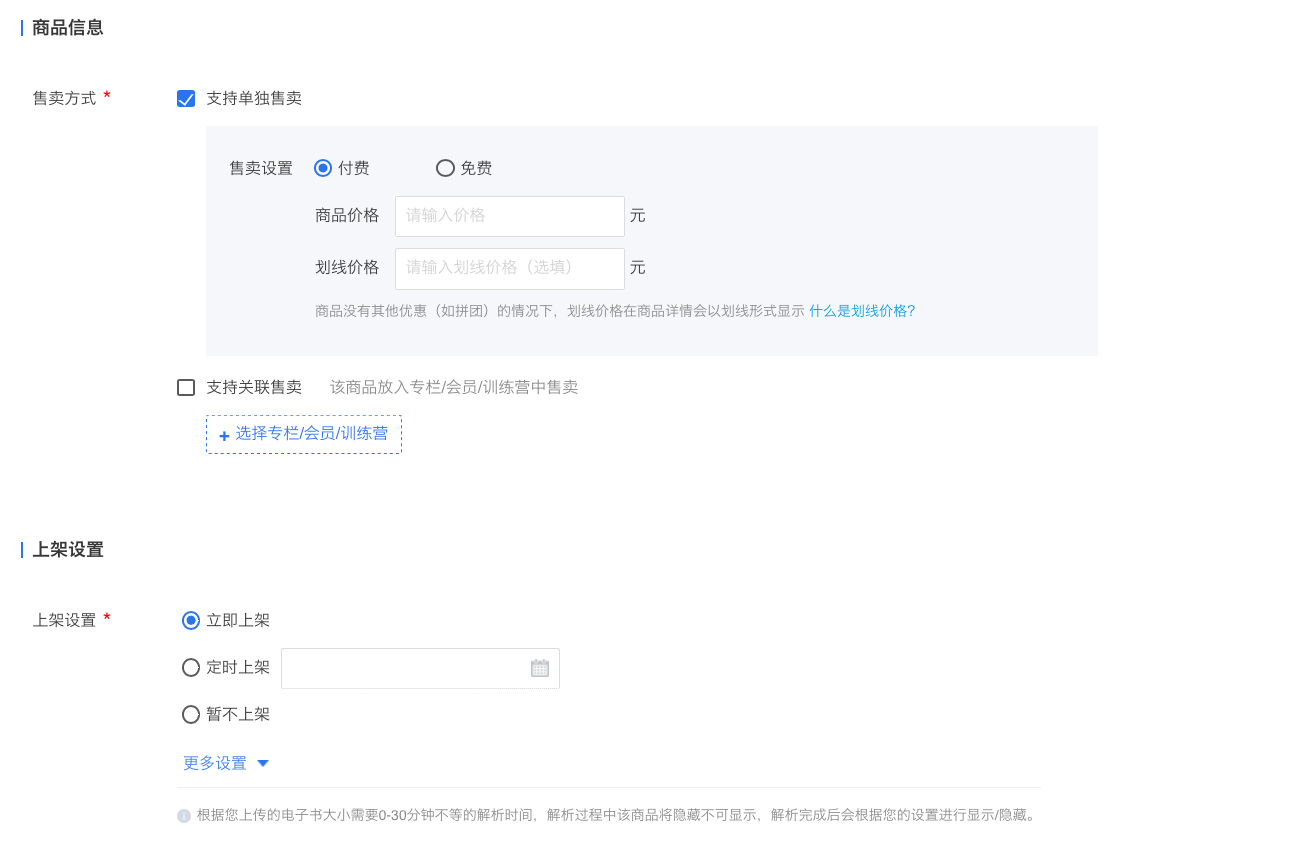 商品信息
售卖方式 *
支持单独售卖
售卖设置 付费 免费
商品价格 请输入价格 元
划线价格 请输入划线价格（选填） 元
商品没有其他优惠（如拼团）的情况下，划线价格在商品详情会以划线形式显示 什么是划线价格?
支持关联售卖 该商品放入专栏/会员/训练营中售卖
+ 选择专栏/会员/训练营
上架设置
上架设置 *
立即上架
定时上架
暂不上架
更多设置
根据您上传的电子书大小需要0-30分钟不等的解析时间，解析过程中该商品将隐藏不可显示，解析完成后会根据您的设置进行显示/隐藏。